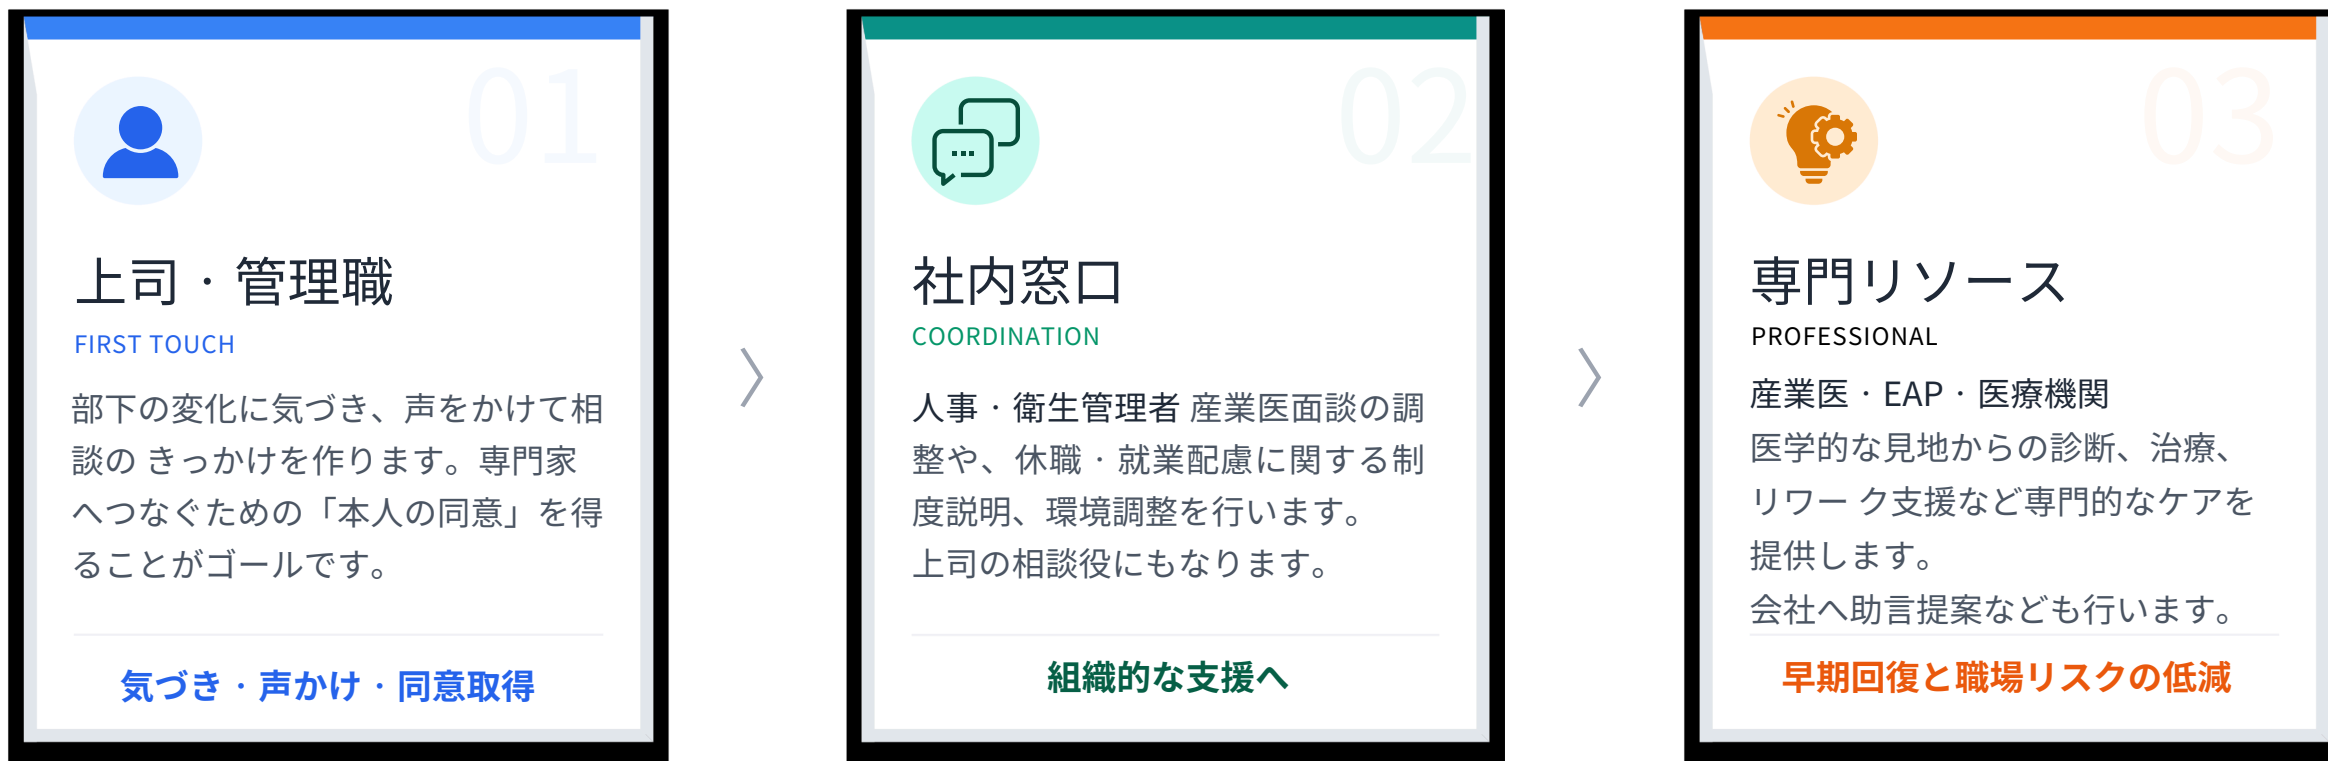 01
上司・管理職
FIRST TOUCH
部下の変化に気づき、声をかけて相
談の きっかけを作ります。専門家
へつなぐための「本人の同意」を得
ることがゴールです。
気づき・声かけ・同意取得
02
社内窓口
COORDINATION
人事・衛生管理者 産業医面談の調
整や、休職・就業配慮に関する制
度説明、環境調整を行います。
上司の相談役にもなります。
組織的な支援へ
03
専門リソース
PROFESSIONAL
産業医・EAP・医療機関
医学的な見地からの診断、治療、
リワー ク支援など専門的なケアを
提供します。
会社へ助言提案なども行います。
早期回復と職場リスクの低減